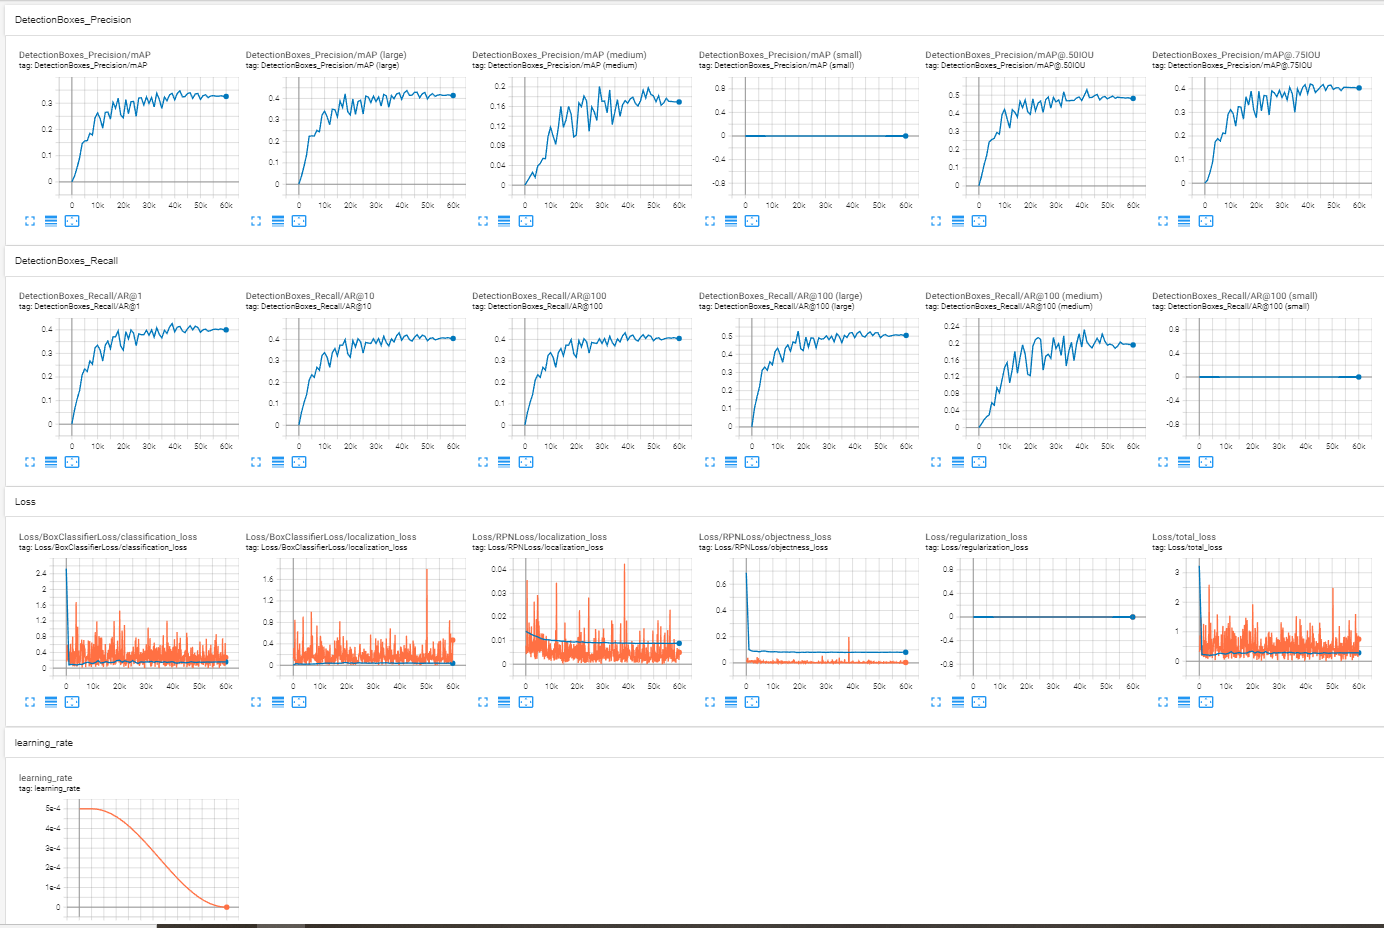 DetectionBoxes_Precision
DetectionBoxes_Precision/mAP
tag: DetectionBoxes_Precision/mAP
0.3
0.2
0.1
0
0 10k 20k 30k 40k 50k 60k
DetectionBoxes_Precision/mAP (large)
tag: DetectionBoxes_Precision/mAP (large)
0.4
0.3
0.2
0.1
0
0 10k 20k 30k 40k 50k 60k
DetectionBoxes_Precision/mAP (medium)
tag: DetectionBoxes_Precision/mAP (medium)
0.2
0.16
0.12
0.08
0.04
0
0 10k 20k 30k 40k 50k 60k
DetectionBoxes_Precision/mAP (small)
tag: DetectionBoxes_Precision/mAP (small)
0.8
0.4
0
-0.4
-0.8
0 10k 20k 30k 40k 50k 60k
DetectionBoxes_Precision/mAP@.50IOU
tag: DetectionBoxes_Precision/mAP@.50IOU
0.5
0.4
0.3
0.2
0.1
0
0 10k 20k 30k 40k 50k 60k
DetectionBoxes_Precision/mAP@.75IOU
tag: DetectionBoxes_Precision/mAP@.75IOU
0.4
0.3
0.2
0.1
0
0 10k 20k 30k 40k 50k 60k
DetectionBoxes_Recall
DetectionBoxes_Recall/AR@1
tag: DetectionBoxes_Recall/AR@1
0.4
0.3
0.2
0.1
0
0 10k 20k 30k 40k 50k 60k
DetectionBoxes_Recall/AR@10
tag: DetectionBoxes_Recall/AR@10
0.4
0.3
0.2
0.1
0
0 10k 20k 30k 40k 50k 60k
DetectionBoxes_Recall/AR@100
tag: DetectionBoxes_Recall/AR@100
0.4
0.3
0.2
0.1
0
0 10k 20k 30k 40k 50k 60k
DetectionBoxes_Recall/AR@100 (large)
tag: DetectionBoxes_Recall/AR@100 (large)
0.5
0.4
0.3
0.2
0.1
0
0 10k 20k 30k 40k 50k 60k
DetectionBoxes_Recall/AR@100 (medium)
tag: DetectionBoxes_Recall/AR@100 (medium)
0.24
0.2
0.16
0.12
0.08
0.04
0
0 10k 20k 30k 40k 50k 60k
DetectionBoxes_Recall/AR@100 (small)
tag: DetectionBoxes_Recall/AR@100 (small)
0.8
0.4
0
-0.4
-0.8
0 10k 20k 30k 40k 50k 60k
Loss
Loss/BoxClassifierLoss/classification_loss
tag: Loss/BoxClassifierLoss/classification_loss
2.4
2
1.6
1.2
0.8
0.4
0
0 10k 20k 30k 40k 50k 60k
Loss/BoxClassifierLoss/localization_loss
tag: Loss/BoxClassifierLoss/localization_loss
1.6
1.2
0.8
0.4
0
0 10k 20k 30k 40k 50k 60k
Loss/RPNLoss/localization_loss
tag: Loss/RPNLoss/localization_loss
0.04
0.03
0.02
0.01
0
0 10k 20k 30k 40k 50k 60k
Loss/RPNLoss/objectness_loss
tag: Loss/RPNLoss/objectness_loss
0.6
0.4
0.2
0
0 10k 20k 30k 40k 50k 60k
Loss/regularization_loss
tag: Loss/regularization_loss
0.8
0.4
0
-0.4
-0.8
0 10k 20k 30k 40k 50k 60k
Loss/total_loss
tag: Loss/total_loss
3
2
1
0
0 10k 20k 30k 40k 50k 60k
learning_rate
learning_rate
tag: learning_rate
5e-4
4e-4
3e-4
2e-4
1e-4
0